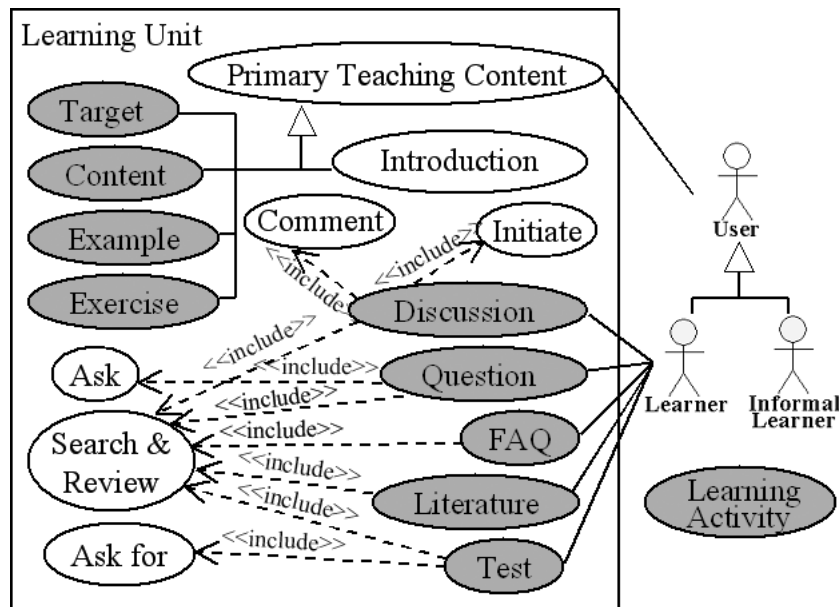 Learning Unit
Primary Teaching Content
Target
Content
Introduction
Comment
Initiate
User
Example
<<include>>
<<include>>
Exercise
Discussion
<<include>>
Ask
<<include>>
Question
<<include>>
Learner
Informal
Learner
Search &
Review
<<include>>
FAQ
<<include>>
Literature
Learning
Activity
<<include>>
Ask for
<<include>>
Test